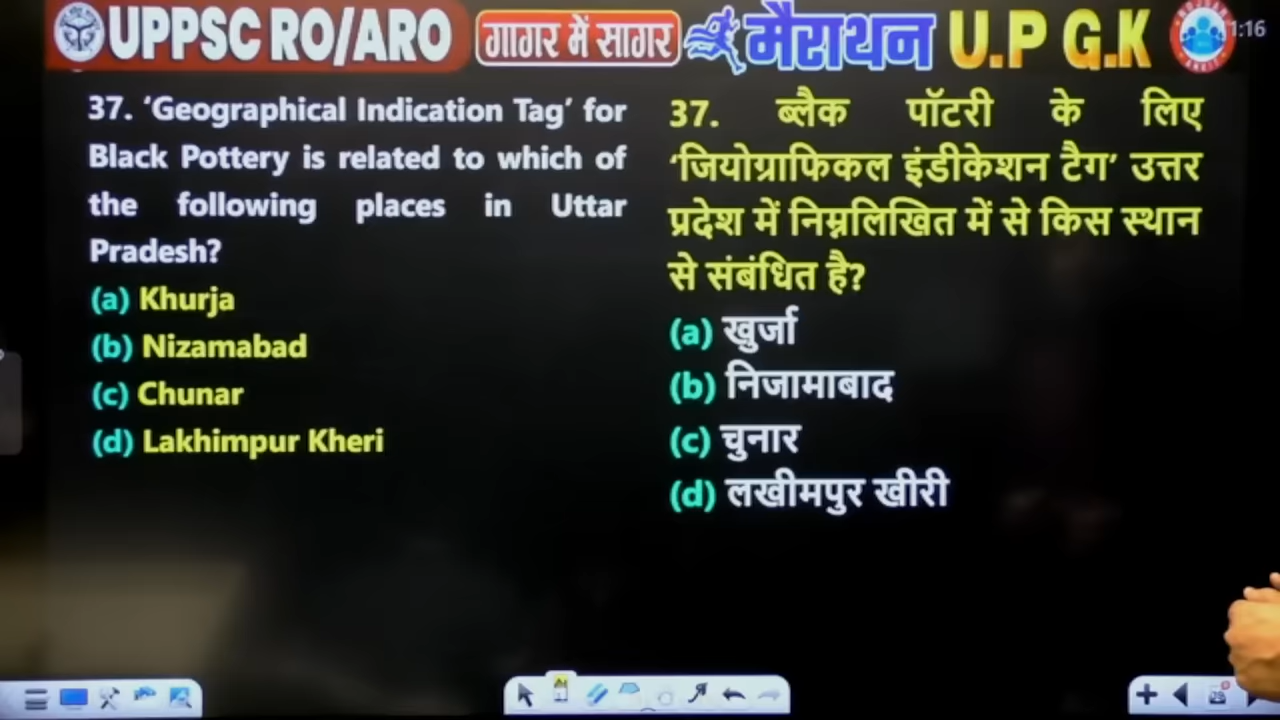 UPPSC RO/ARO गागर में सागर मैराथन U.P G.K
1:16
37. ‘Geographical Indication Tag’ for
Black Pottery is related to which of
the following places in Uttar
Pradesh?
(a) Khurja
(b) Nizamabad
(c) Chunar
(d) Lakhimpur Kheri
37. ब्लैक पॉटरी के लिए
‘जियोग्राफिकल इंडीकेशन टैग’ उत्तर
प्रदेश में निम्नलिखित में से किस स्थान
से संबंधित है?
(a) खुर्जा
(b) निजामाबाद
(c) चुनार
(d) लखीमपुर खीरी